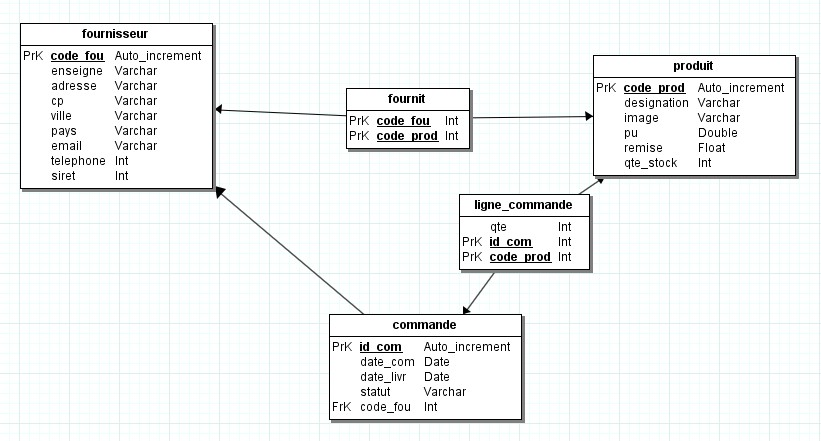 fournisseur
PrK code_fou Auto_increment
enseigne Varchar
adresse Varchar
cp Varchar
ville Varchar
pays Varchar
email Varchar
telephone Int
siret Int
fournit
PrK code_fou Int
PrK code_prod Int
produit
PrK code_prod Auto_increment
designation Varchar
image Varchar
pu Double
remise Float
qte_stock Int
ligne_commande
qte Int
PrK id_com Int
PrK code_prod Int
commande
PrK id_com Auto_increment
date_com Date
date_livr Date
statut Varchar
FrK code_fou Int